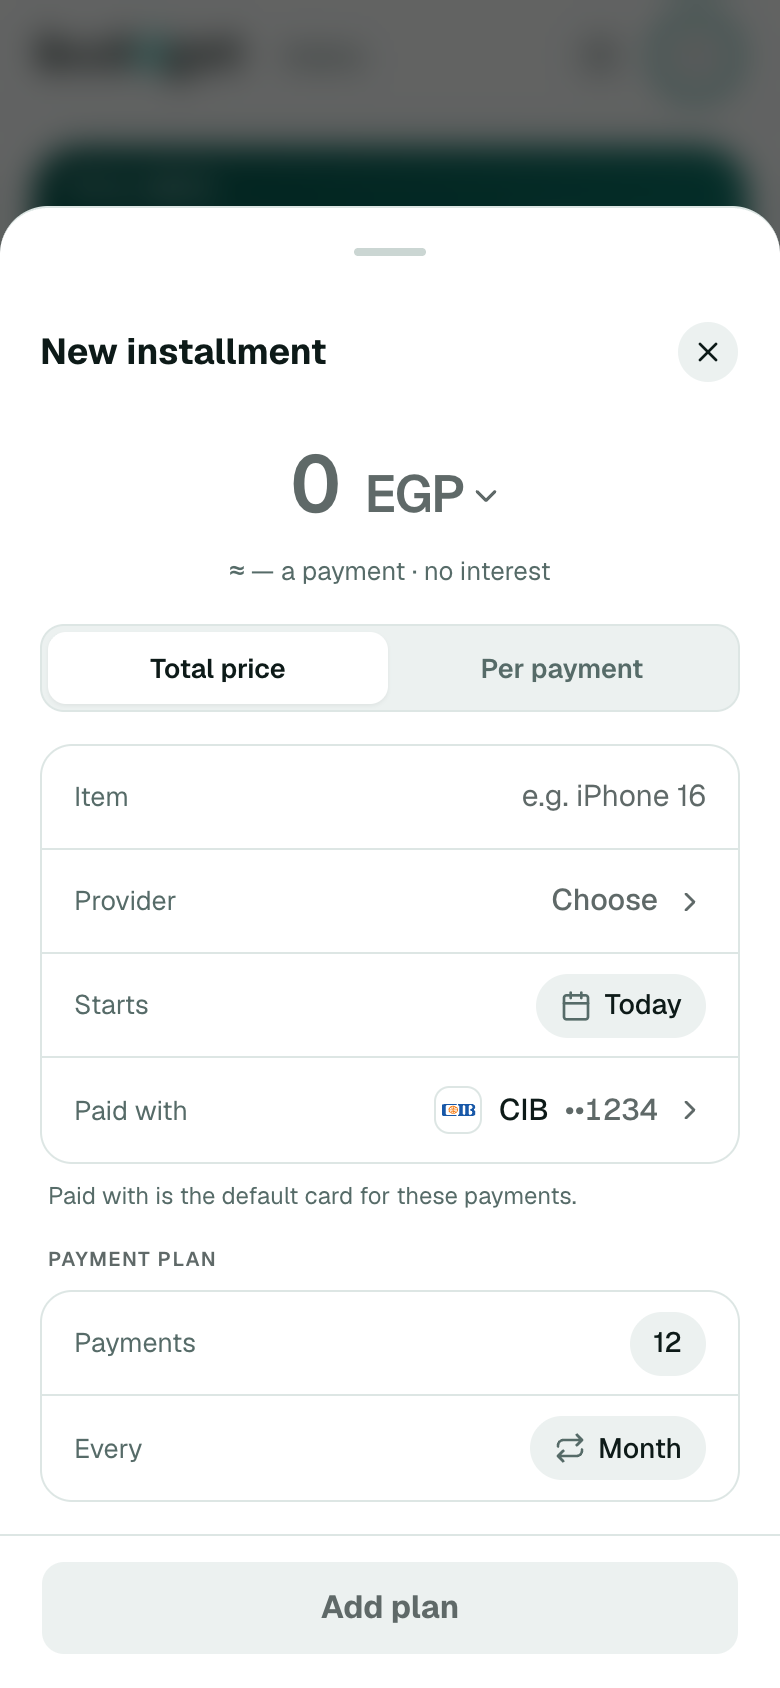 New installment
0 EGP
≈ — a payment · no interest
Total price
Per payment
Item
e.g. iPhone 16
Provider
Choose
Starts
Today
Paid with
CIB
CIB ••1234
Paid with is the default card for these payments.
PAYMENT PLAN
Payments
12
Every
Month
Add plan